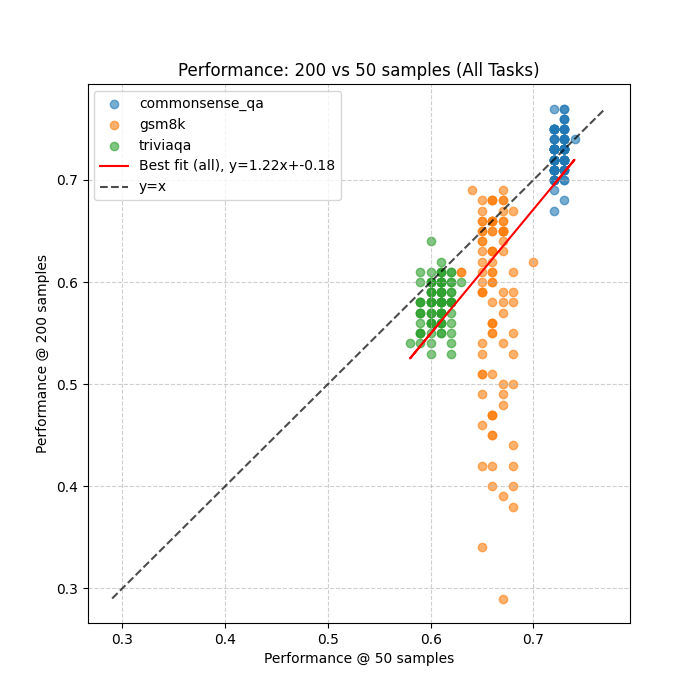 Performance: 200 vs 50 samples (All Tasks)
commonsense_qa
gsm8k
triviaqa
Best fit (all), y=1.22x+-0.18
y=x
Performance @ 200 samples
0.7
0.6
0.5
0.4
0.3
0.3 0.4 0.5 0.6 0.7
Performance @ 50 samples